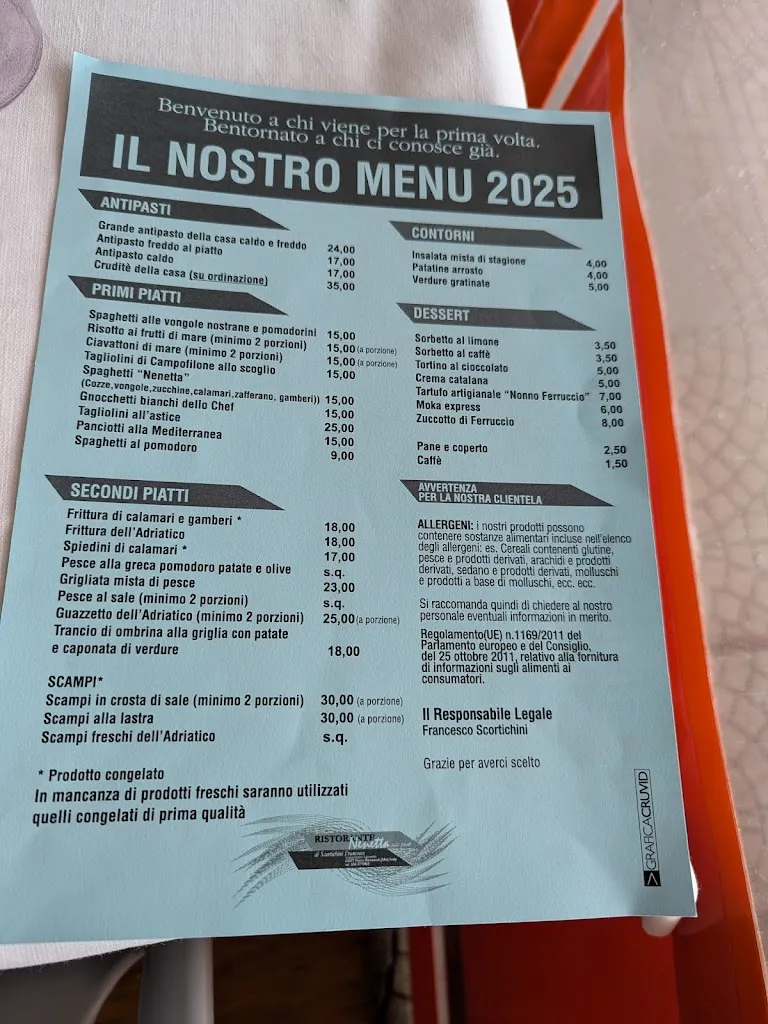 Benvenuto a chi viene per la prima volta.
Bentornato a chi ci conosce già.
IL NOSTRO MENU 2025
ANTIPASTI
Grande antipasto della casa caldo e freddo 24,00
Antipasto freddo al piatto 17,00
Antipasto caldo 17,00
Crudità della casa (su ordinazione) 35,00
PRIMI PIATTI
Spaghetti alle vongole nostrane e pomodorini 15,00
Risotto ai frutti di mare (minimo 2 porzioni) 15,00 (a porzione)
Ciavattoni di mare (minimo 2 porzioni) 15,00 (a porzione)
Tagliolini di Campofilone allo scoglio 15,00
Spaghetti "Nenetta"
(Cozze,vongole,zucchine,calamari,zafferano, gamberi)) 15,00
Gnocchetti bianchi dello Chef 15,00
Tagliolini all'astice 25,00
Panciotti alla Mediterranea 15,00
Spaghetti al pomodoro 9,00
SECONDI PIATTI
Frittura di calamari e gamberi * 18,00
Frittura dell'Adriatico 18,00
Spiedini di calamari * 17,00
Pesce alla greca pomodoro patate e olive s.q.
Grigliata mista di pesce 23,00
Pesce al sale (minimo 2 porzioni) s.q.
Guazzetto dell'Adriatico (minimo 2 porzioni) 25,00 (a porzione)
Trancio di ombrina alla griglia con patate
e caponata di verdure 18,00
SCAMPI*
Scampi in crosta di sale (minimo 2 porzioni) 30,00 (a porzione)
Scampi alla lastra 30,00 (a porzione)
Scampi freschi dell'Adriatico s.q.
* Prodotto congelato
In mancanza di prodotti freschi saranno utilizzati
quelli congelati di prima qualità
CONTORNI
Insalata mista di stagione 4,00
Patatine arrosto 4,00
Verdure gratinate 5,00
DESSERT
Sorbetto al limone 3,50
Sorbetto al caffè 3,50
Tortino al cioccolato 5,00
Crema catalana 5,00
Tartufo artigianale "Nonno Ferruccio" 7,00
Moka express 6,00
Zuccotto di Ferruccio 8,00
Pane e coperto 2,50
Caffè 1,50
AVVERTENZA
PER LA NOSTRA CLIENTELA
ALLERGENI: i nostri prodotti possono
contenere sostanze alimentari incluse nell'elenco
degli allergeni: es. Cereali contenenti glutine,
pesce e prodotti derivati, arachidi e prodotti
derivati, sedano e prodotti derivati, molluschi
e prodotti a base di molluschi, ecc. ecc.
Si raccomanda quindi di chiedere al nostro
personale eventuali informazioni in merito.
Regolamento(UE) n.1169/2011 del
Parlamento europeo e del Consiglio,
del 25 ottobre 2011, relativo alla fornitura
di informazioni sugli alimenti ai
consumatori.
Il Responsabile Legale
Francesco Scortichini
Grazie per averci scelto
RISTORANTE
Nenetta
di Scortichini Francesco
GRAFICACRUVID